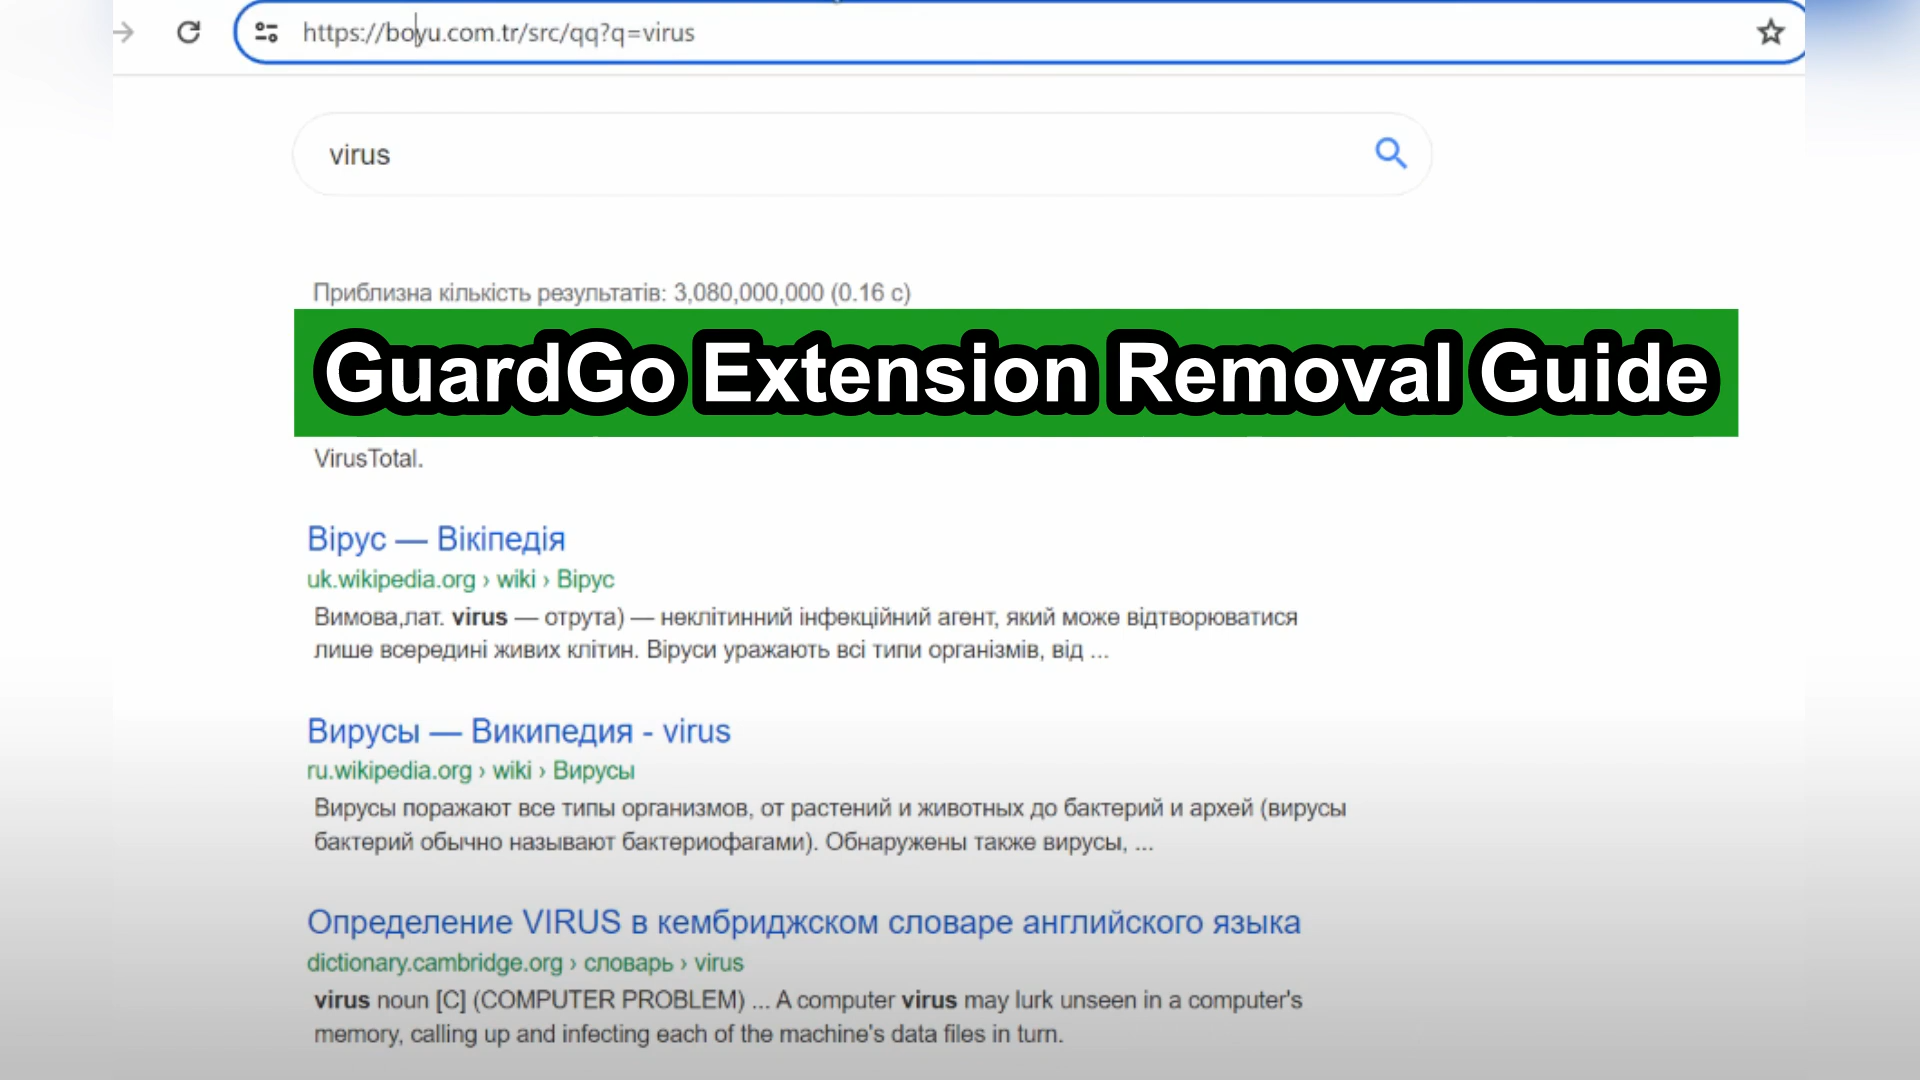 https://boyu.com.tr/src/qq?q=virus
virus
Приблизна кількість результатів: 3,080,000,000 (0.16 с)
GuardGo Extension Removal Guide
VirusTotal.
Вірус — Вікіпедія
uk.wikipedia.org › wiki › Вірус
Вимова,лат. virus — отрута) — неклітинний інфекційний агент, який може відтворюватися
лише всередині живих клітин. Віруси уражають всі типи організмів, від ...
Вирусы — Википедия - virus
ru.wikipedia.org › wiki › Вирусы
Вирусы поражают все типы организмов, от растений и животных до бактерий и архей (вирусы
бактерий обычно называют бактериофагами). Обнаружены также вирусы, ...
Определение VIRUS в кембриджском словаре английского языка
dictionary.cambridge.org › словарь › virus
virus noun [C] (COMPUTER PROBLEM) ... A computer virus may lurk unseen in a computer's
memory, calling up and infecting each of the machine's data files in turn.